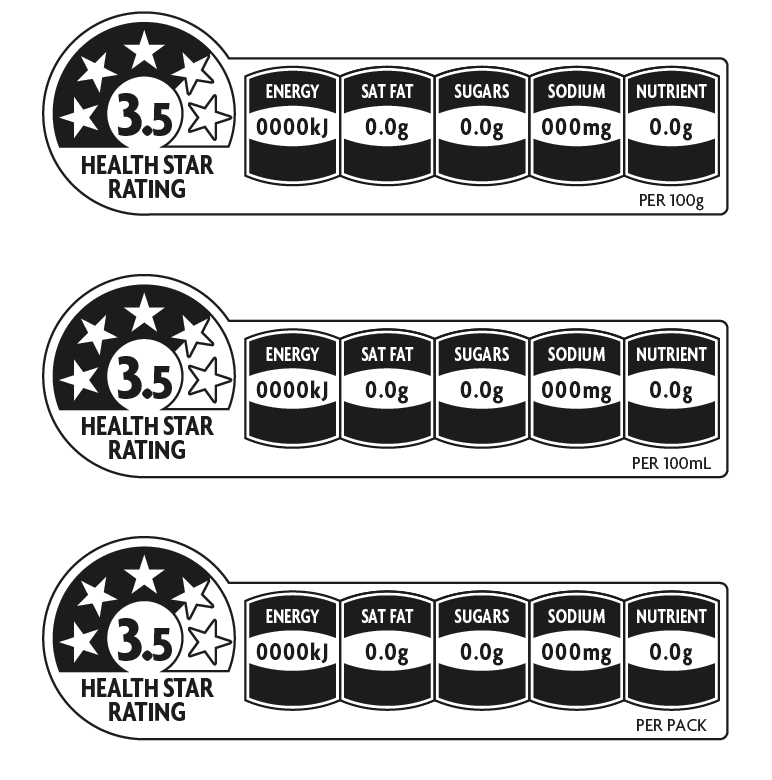 3.5
HEALTH STAR
RATING
ENERGY SAT FAT SUGARS SODIUM NUTRIENT
0000kJ 0.0g 0.0g 000mg 0.0g
PER 100g
3.5
HEALTH STAR
RATING
ENERGY SAT FAT SUGARS SODIUM NUTRIENT
0000kJ 0.0g 0.0g 000mg 0.0g
PER 100mL
3.5
HEALTH STAR
RATING
ENERGY SAT FAT SUGARS SODIUM NUTRIENT
0000kJ 0.0g 0.0g 000mg 0.0g
PER PACK